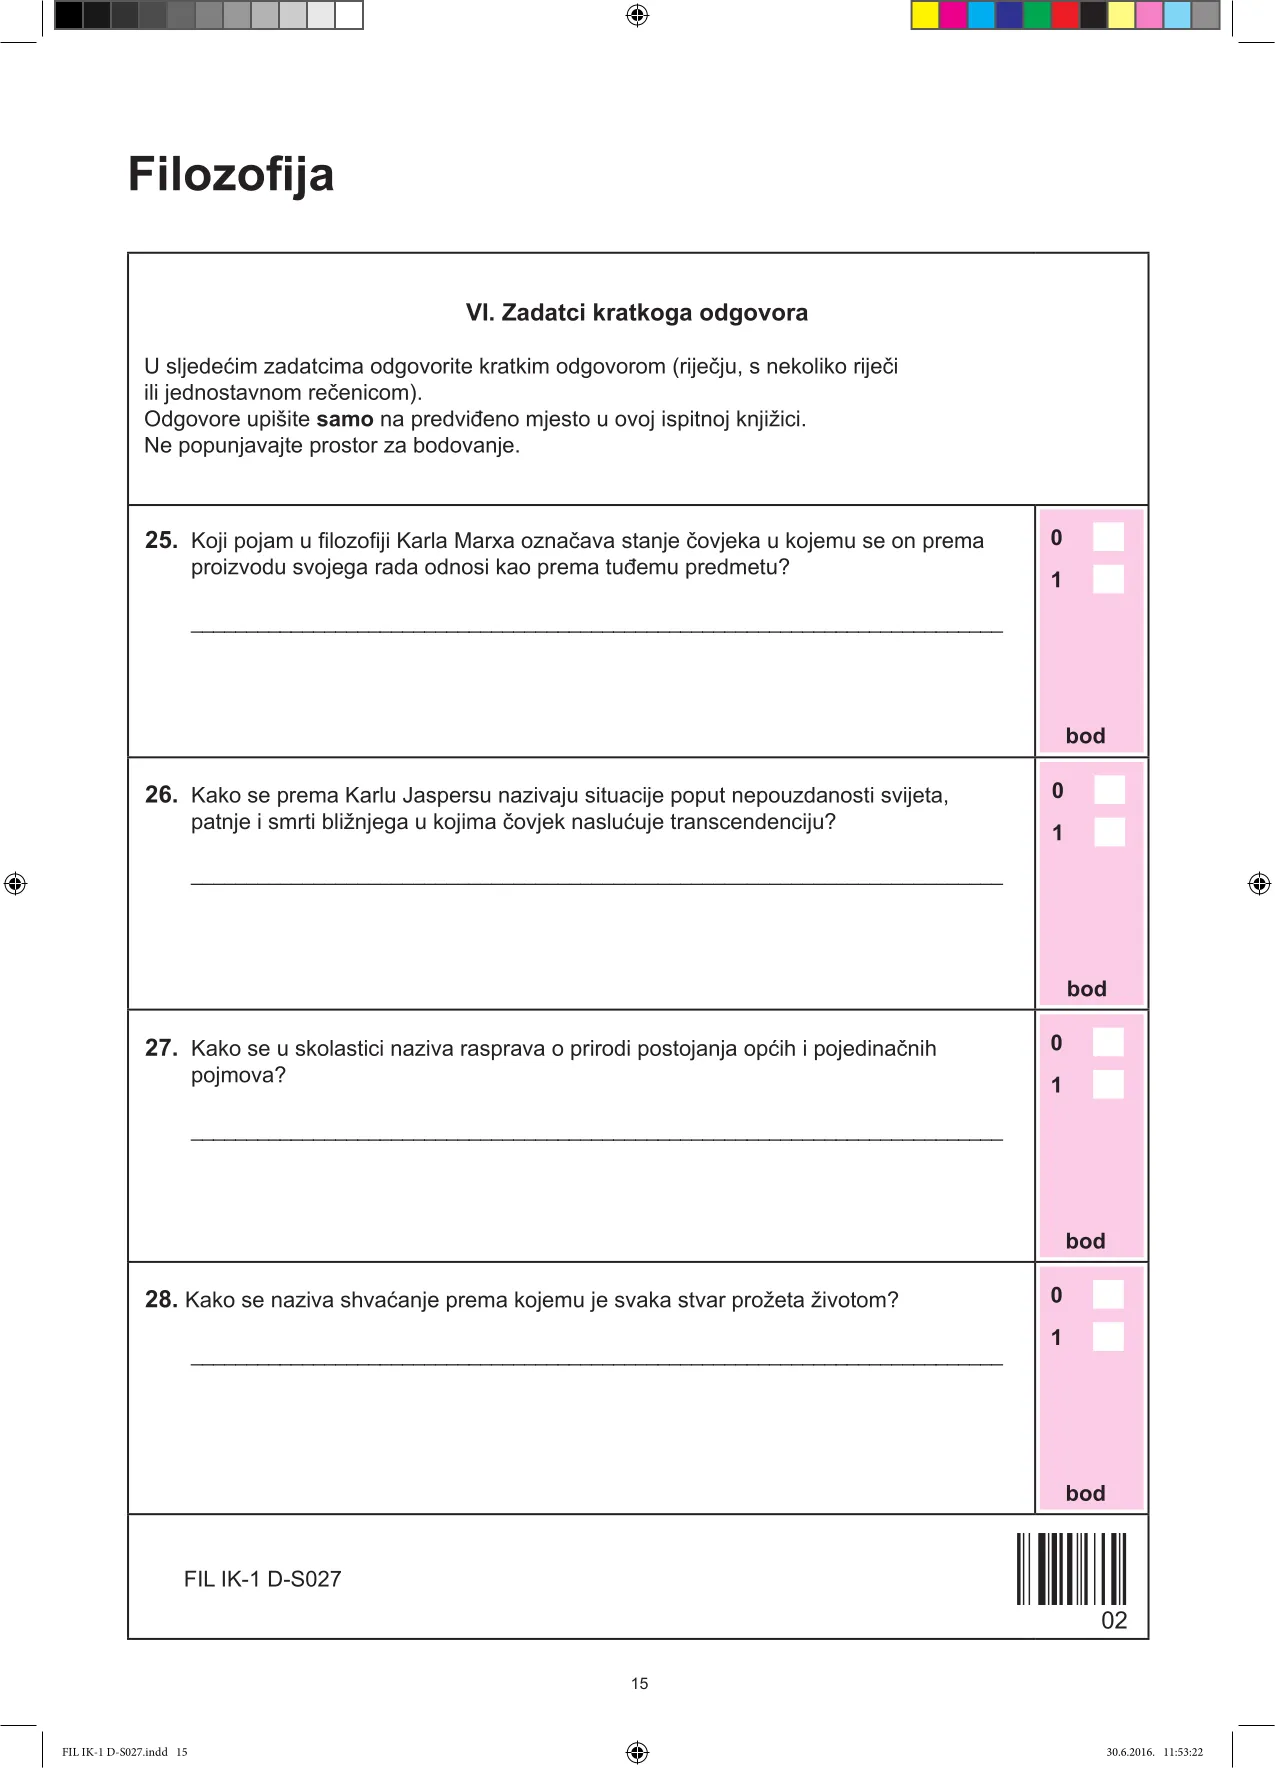 Filozofija
VI. Zadatci kratkoga odgovora
U sljedećim zadatcima odgovorite kratkim odgovorom (riječju, s nekoliko riječi
ili jednostavnom rečenicom).
Odgovore upišite samo na predviđeno mjesto u ovoj ispitnoj knjižici.
Ne popunjavajte prostor za bodovanje.
25. Koji pojam u filozofiji Karla Marxa označava stanje čovjeka u kojemu se on prema
proizvodu svojega rada odnosi kao prema tuđemu predmetu?
0
1
bod
26. Kako se prema Karlu Jaspersu nazivaju situacije poput nepouzdanosti svijeta,
patnje i smrti bližnjega u kojima čovjek naslućuje transcendenciju?
0
1
bod
27. Kako se u skolastici naziva rasprava o prirodi postojanja općih i pojedinačnih
pojmova?
0
1
bod
28. Kako se naziva shvaćanje prema kojemu je svaka stvar prožeta životom?
0
1
bod
FIL IK-1 D-S027
02
15
FIL IK-1 D-S027.indd 15
30.6.2016. 11:53:22